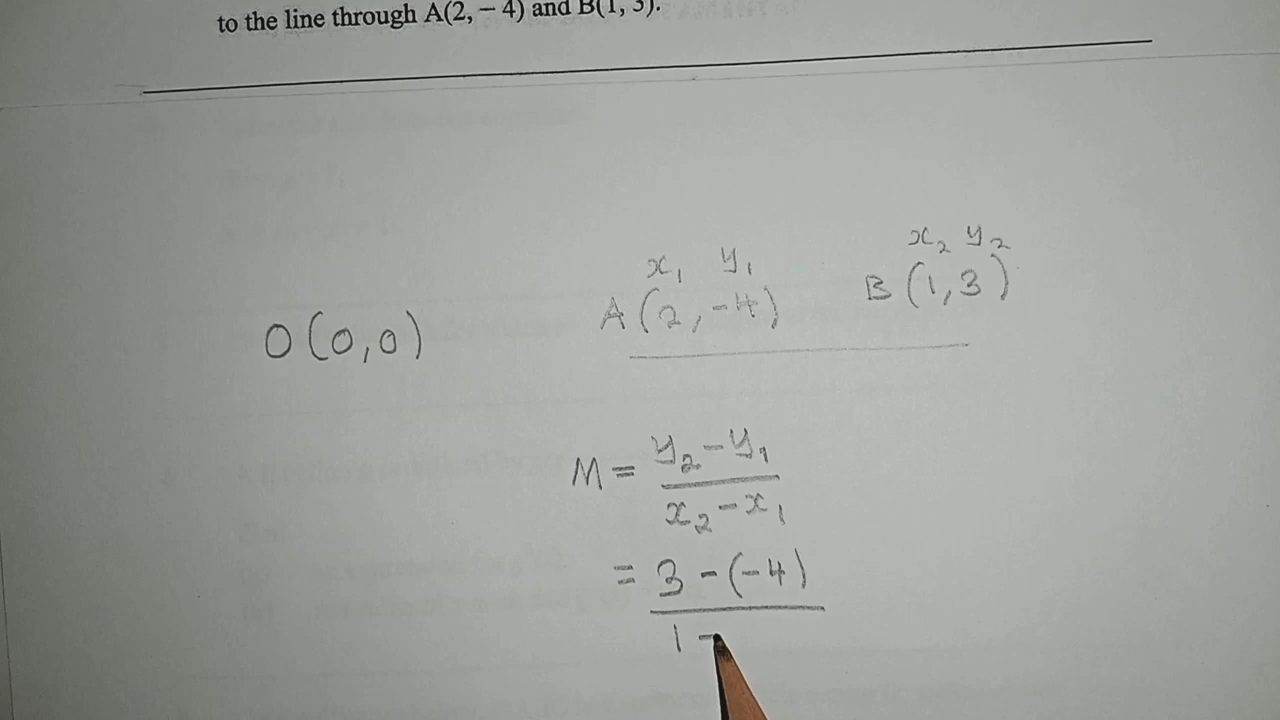 to the line through A(2, – 4) and B(1, 3).
x₂ y₂
x₁ y₁
B (1,3)
A (2,-4)
O (0,0)
M = y₂-y₁
x₂-x₁
= 3-(-4)
1-